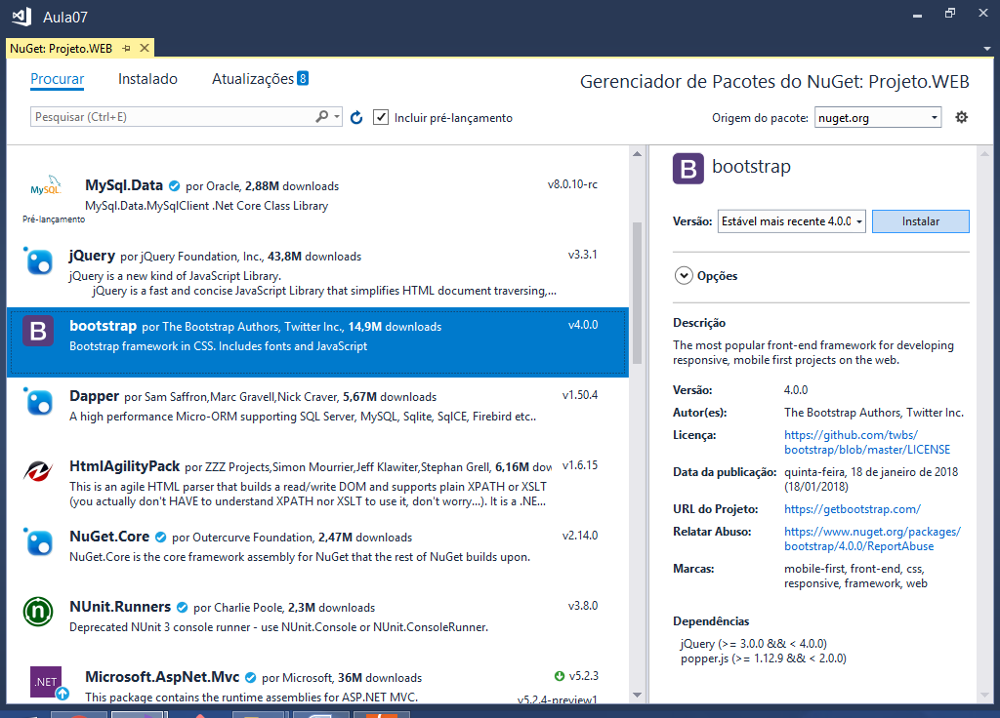 Aula07
NuGet: Projeto.WEB
Procurar Instalado Atualizações 8
Gerenciador de Pacotes do NuGet: Projeto.WEB
Pesquisar (Ctrl+E)
Incluir pré-lançamento
Origem do pacote: nuget.org
MySQL
Pré-lançamento
MySql.Data por Oracle, 2,88M downloads
v8.0.10-rc
MySql.Data.MySqlClient .Net Core Class Library
jQuery por jQuery Foundation, Inc., 43,8M downloads
v3.3.1
jQuery is a new kind of JavaScript Library.
jQuery is a fast and concise JavaScript Library that simplifies HTML document traversing,...
B
bootstrap por The Bootstrap Authors, Twitter Inc., 14,9M downloads
v4.0.0
Bootstrap framework in CSS. Includes fonts and JavaScript
Dapper por Sam Saffron,Marc Gravell,Nick Craver, 5,67M downloads
v1.50.4
A high performance Micro-ORM supporting SQL Server, MySQL, Sqlite, SqlCE, Firebird etc..
HtmlAgilityPack por ZZZ Projects,Simon Mourrier,Jeff Klawiter,Stephan Grell, 6,16M dow
v1.6.15
This is an agile HTML parser that builds a read/write DOM and supports plain XPATH or XSLT
(you actually don't HAVE to understand XPATH nor XSLT to use it, don't worry...). It is a .NE...
NuGet.Core por Outercurve Foundation, 2,47M downloads
v2.14.0
NuGet.Core is the core framework assembly for NuGet that the rest of NuGet builds upon.
n
NUnit.Runners por Charlie Poole, 2,3M downloads
v3.8.0
Deprecated NUnit 3 console runner - use NUnit.Console or NUnit.ConsoleRunner.
.NET
Microsoft.AspNet.Mvc por Microsoft, 36M downloads
v5.2.3
This package contains the runtime assemblies for ASP.NET MVC.
v5.2.4-preview1
B
bootstrap
Versão: Estável mais recente 4.0.0
Instalar
Opções
Descrição
The most popular front-end framework for developing
responsive, mobile first projects on the web.
Versão: 4.0.0
Autor(es): The Bootstrap Authors, Twitter Inc.
Licença: https://github.com/twbs/
bootstrap/blob/master/LICENSE
Data da publicação: quinta-feira, 18 de janeiro de 2018
(18/01/2018)
URL do Projeto: https://getbootstrap.com/
Relatar Abuso: https://www.nuget.org/packages/
bootstrap/4.0.0/ReportAbuse
Marcas: mobile-first, front-end, css,
responsive, framework, web
Dependências
jQuery (>= 3.0.0 && < 4.0.0)
popper.js (>= 1.12.9 && < 2.0.0)